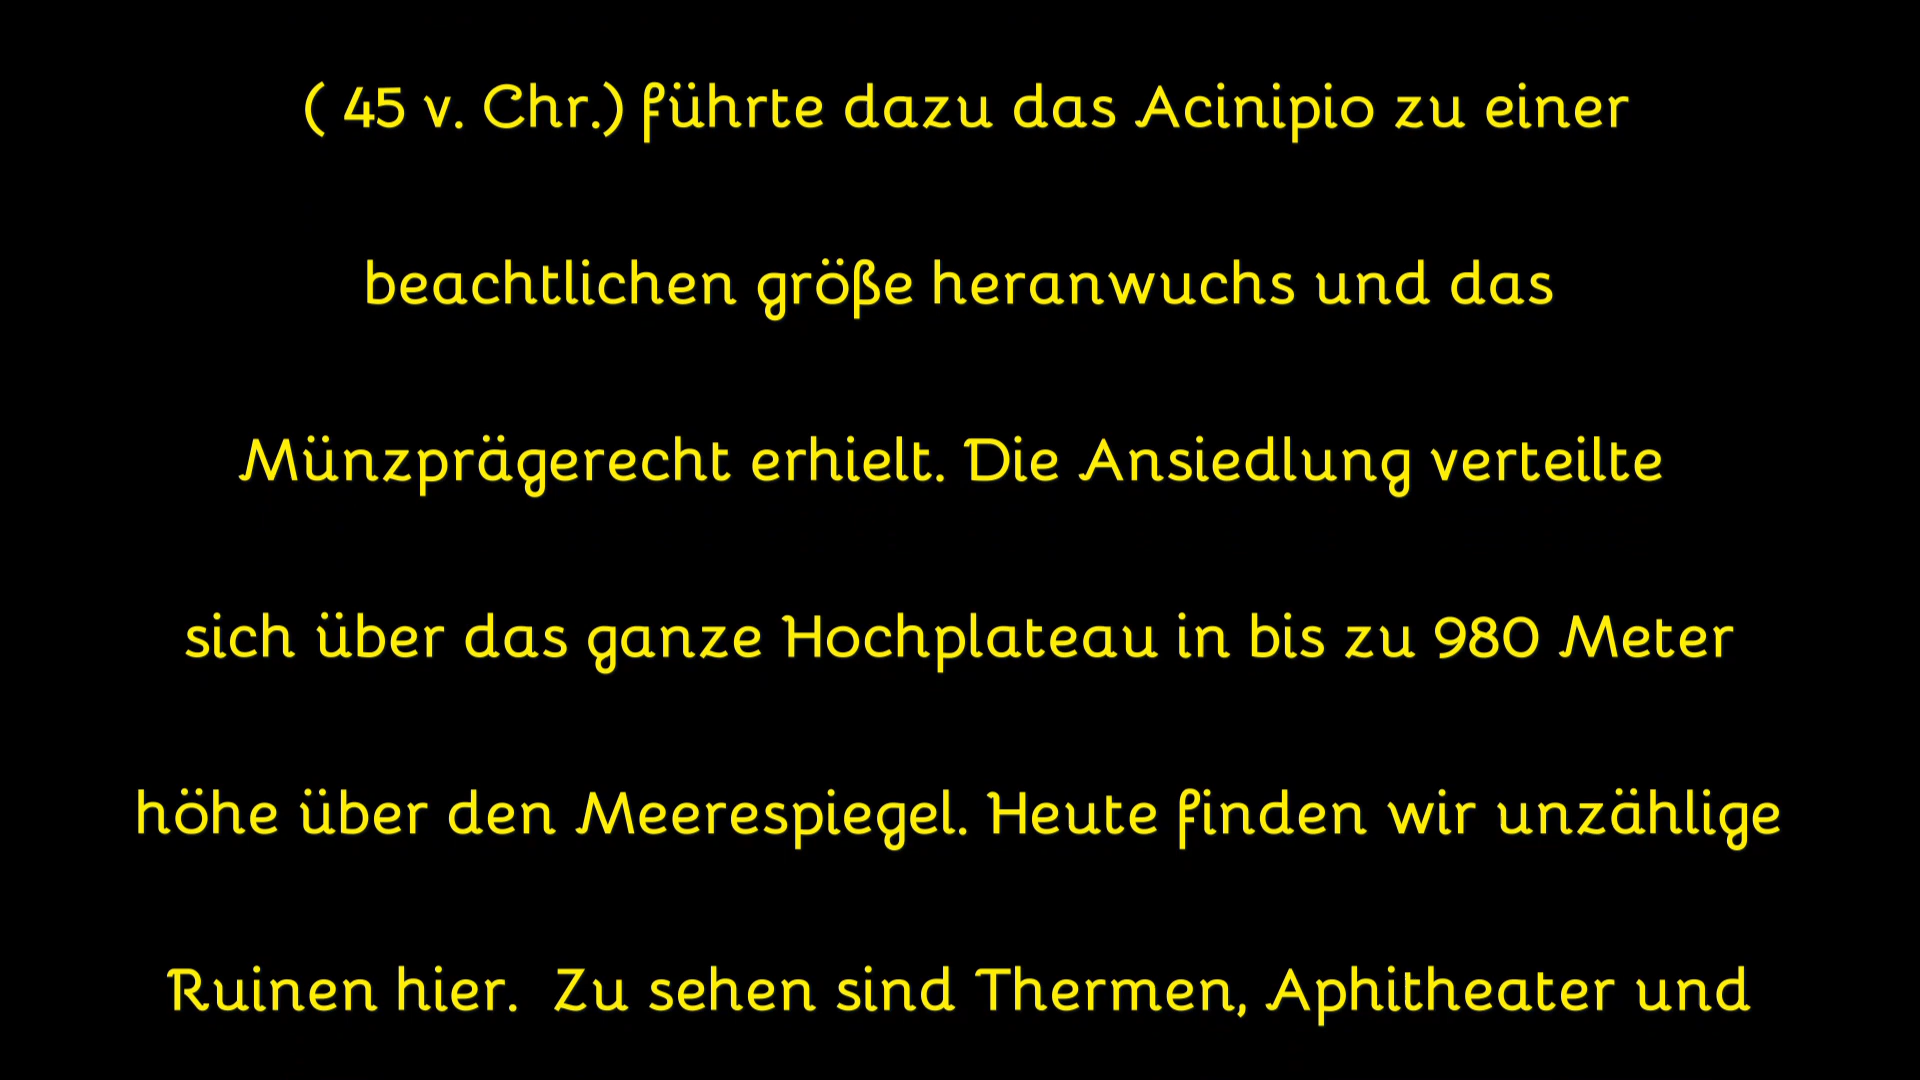 ( 45 v. Chr.) führte dazu das Acinipio zu einer
beachtlichen größe heranwuchs und das
Münzprägerecht erhielt. Die Ansiedlung verteilte
sich über das ganze Hochplateau in bis zu 980 Meter
höhe über den Meerespiegel. Heute finden wir unzählige
Ruinen hier.  Zu sehen sind Thermen, Aphitheater und